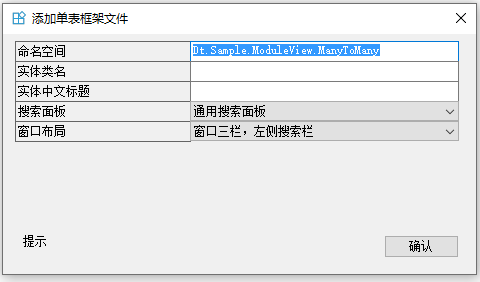 添加单表框架文件
命名空间 Dt.Sample.ModuleView.ManyToMany
实体类名
实体中文标题
搜索面板 通用搜索面板
窗口布局 窗口三栏，左侧搜索栏
提示
确认